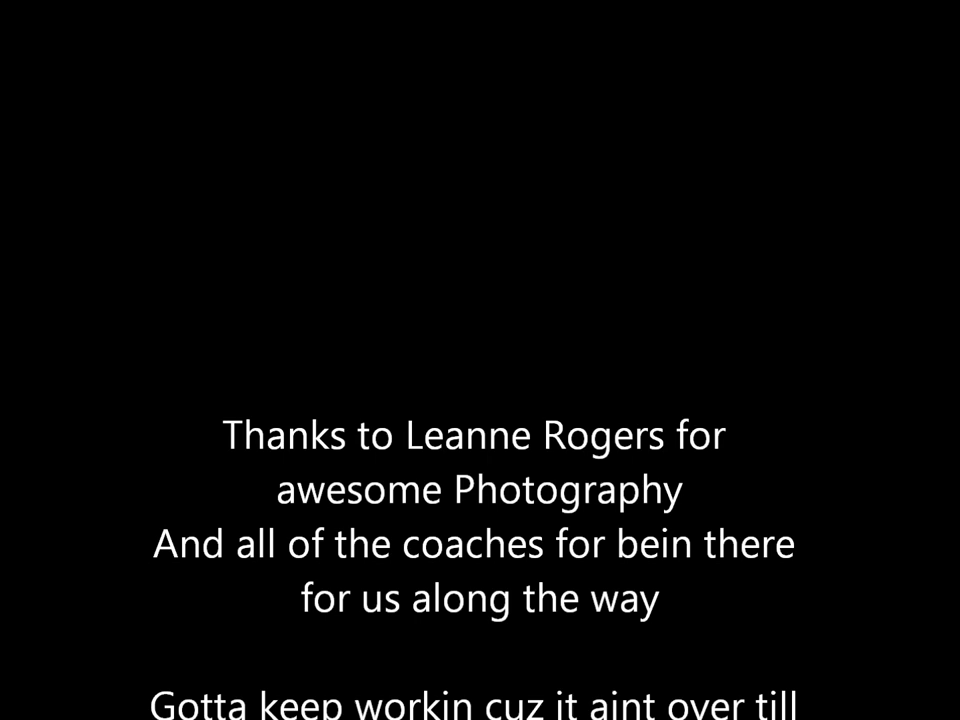 Thanks to Leanne Rogers for
awesome Photography
And all of the coaches for bein there
for us along the way
Gotta keep workin cuz it aint over till